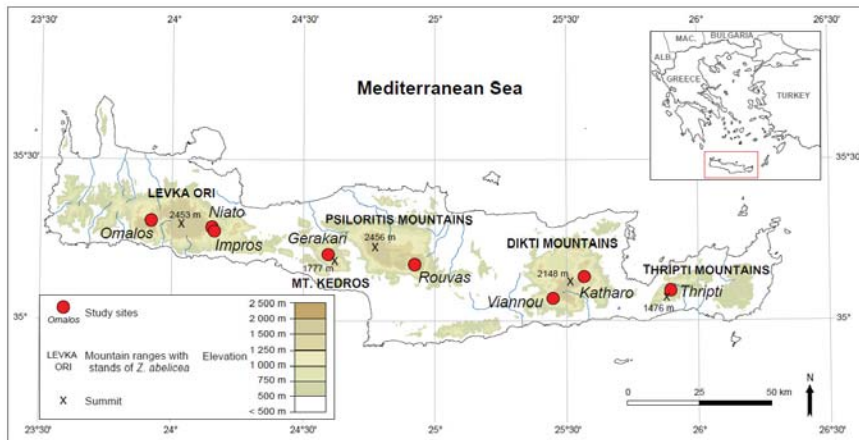 23°30'
24°
24°30'
25°
25°30'
26°
26°30'
MAC.
BULGARIA
ALB.
GREECE
TURKEY
Mediterranean Sea
35°30'
35°30'
LEVKA ORI
2453 m
Niato
Omalos
Impros
PSILORITIS MOUNTAINS
Gerakari
2456 m
1777 m
MT. KEDROS
Rouvas
DIKTI MOUNTAINS
2148 m
Viannou
Katharo
THRIPTI MOUNTAINS
Thripti
1476 m
35°
35°
Omalos
Study sites
LEVKA ORI
Mountain ranges with stands of Z. abelicea
X
Summit
Elevation
2 500 m
2 000 m
1 500 m
1 250 m
1 000 m
750 m
500 m
< 500 m
0 25 50 km
N
23°30'
24°
24°30'
25°
25°30'
26°
26°30'